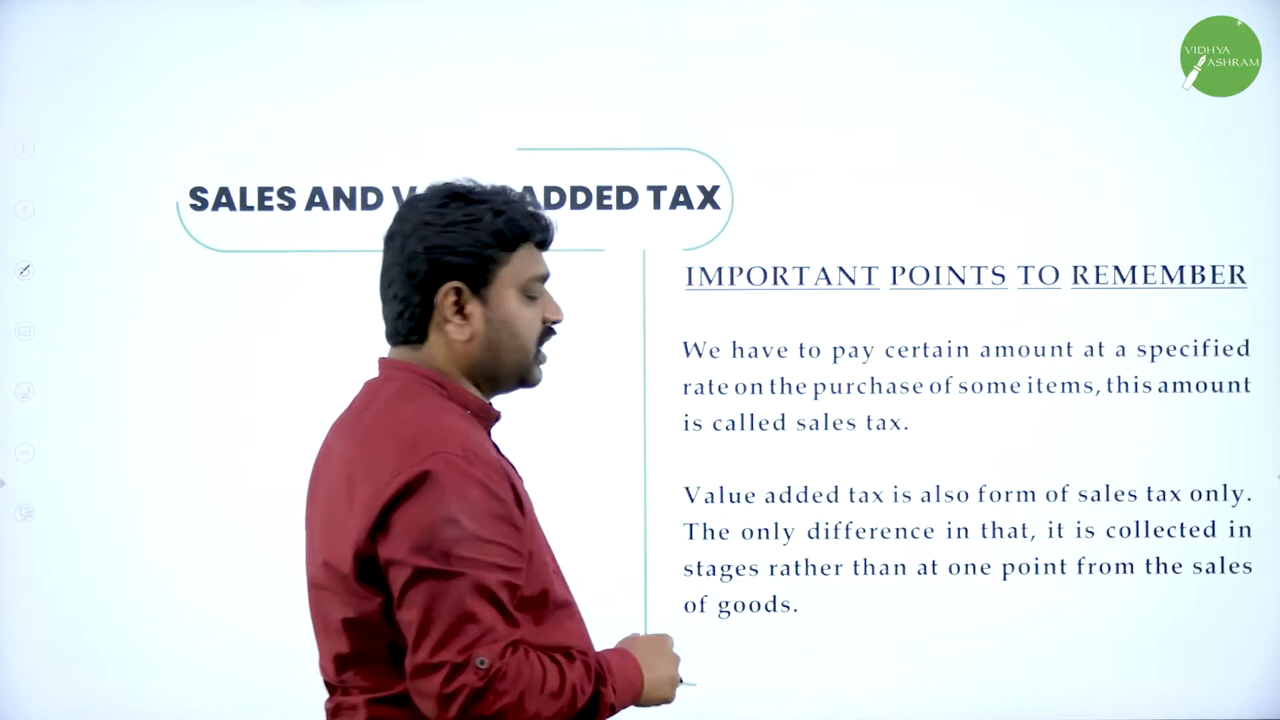 VIDHYA
ASHRAM
SALES AND V ADDED TAX
IMPORTANT POINTS TO REMEMBER
We have to pay certain amount at a specified
rate on the purchase of some items, this amount
is called sales tax.
Value added tax is also form of sales tax only.
The only difference in that, it is collected in
stages rather than at one point from the sales
of goods.